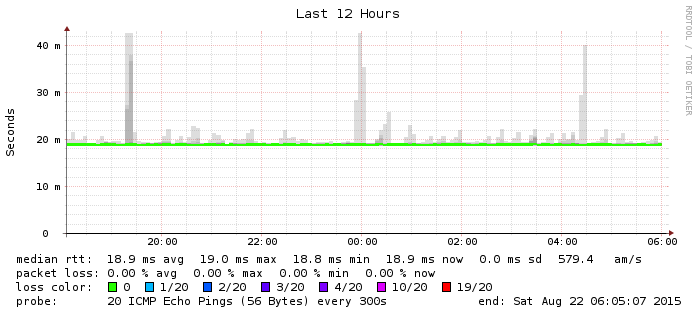 Last 12 Hours
RRDTOOL / TOBI OETIKER
Seconds
40 m
30 m
20 m
10 m
0
20:00 22:00 00:00 02:00 04:00 06:00
median rtt: 18.9 ms avg 19.0 ms max 18.8 ms min 18.9 ms now 0.0 ms sd 579.4 am/s
packet loss: 0.00 % avg 0.00 % max 0.00 % min 0.00 % now
loss color: 0 1/20 2/20 3/20 4/20 10/20 19/20
probe: 20 ICMP Echo Pings (56 Bytes) every 300s end: Sat Aug 22 06:05:07 2015